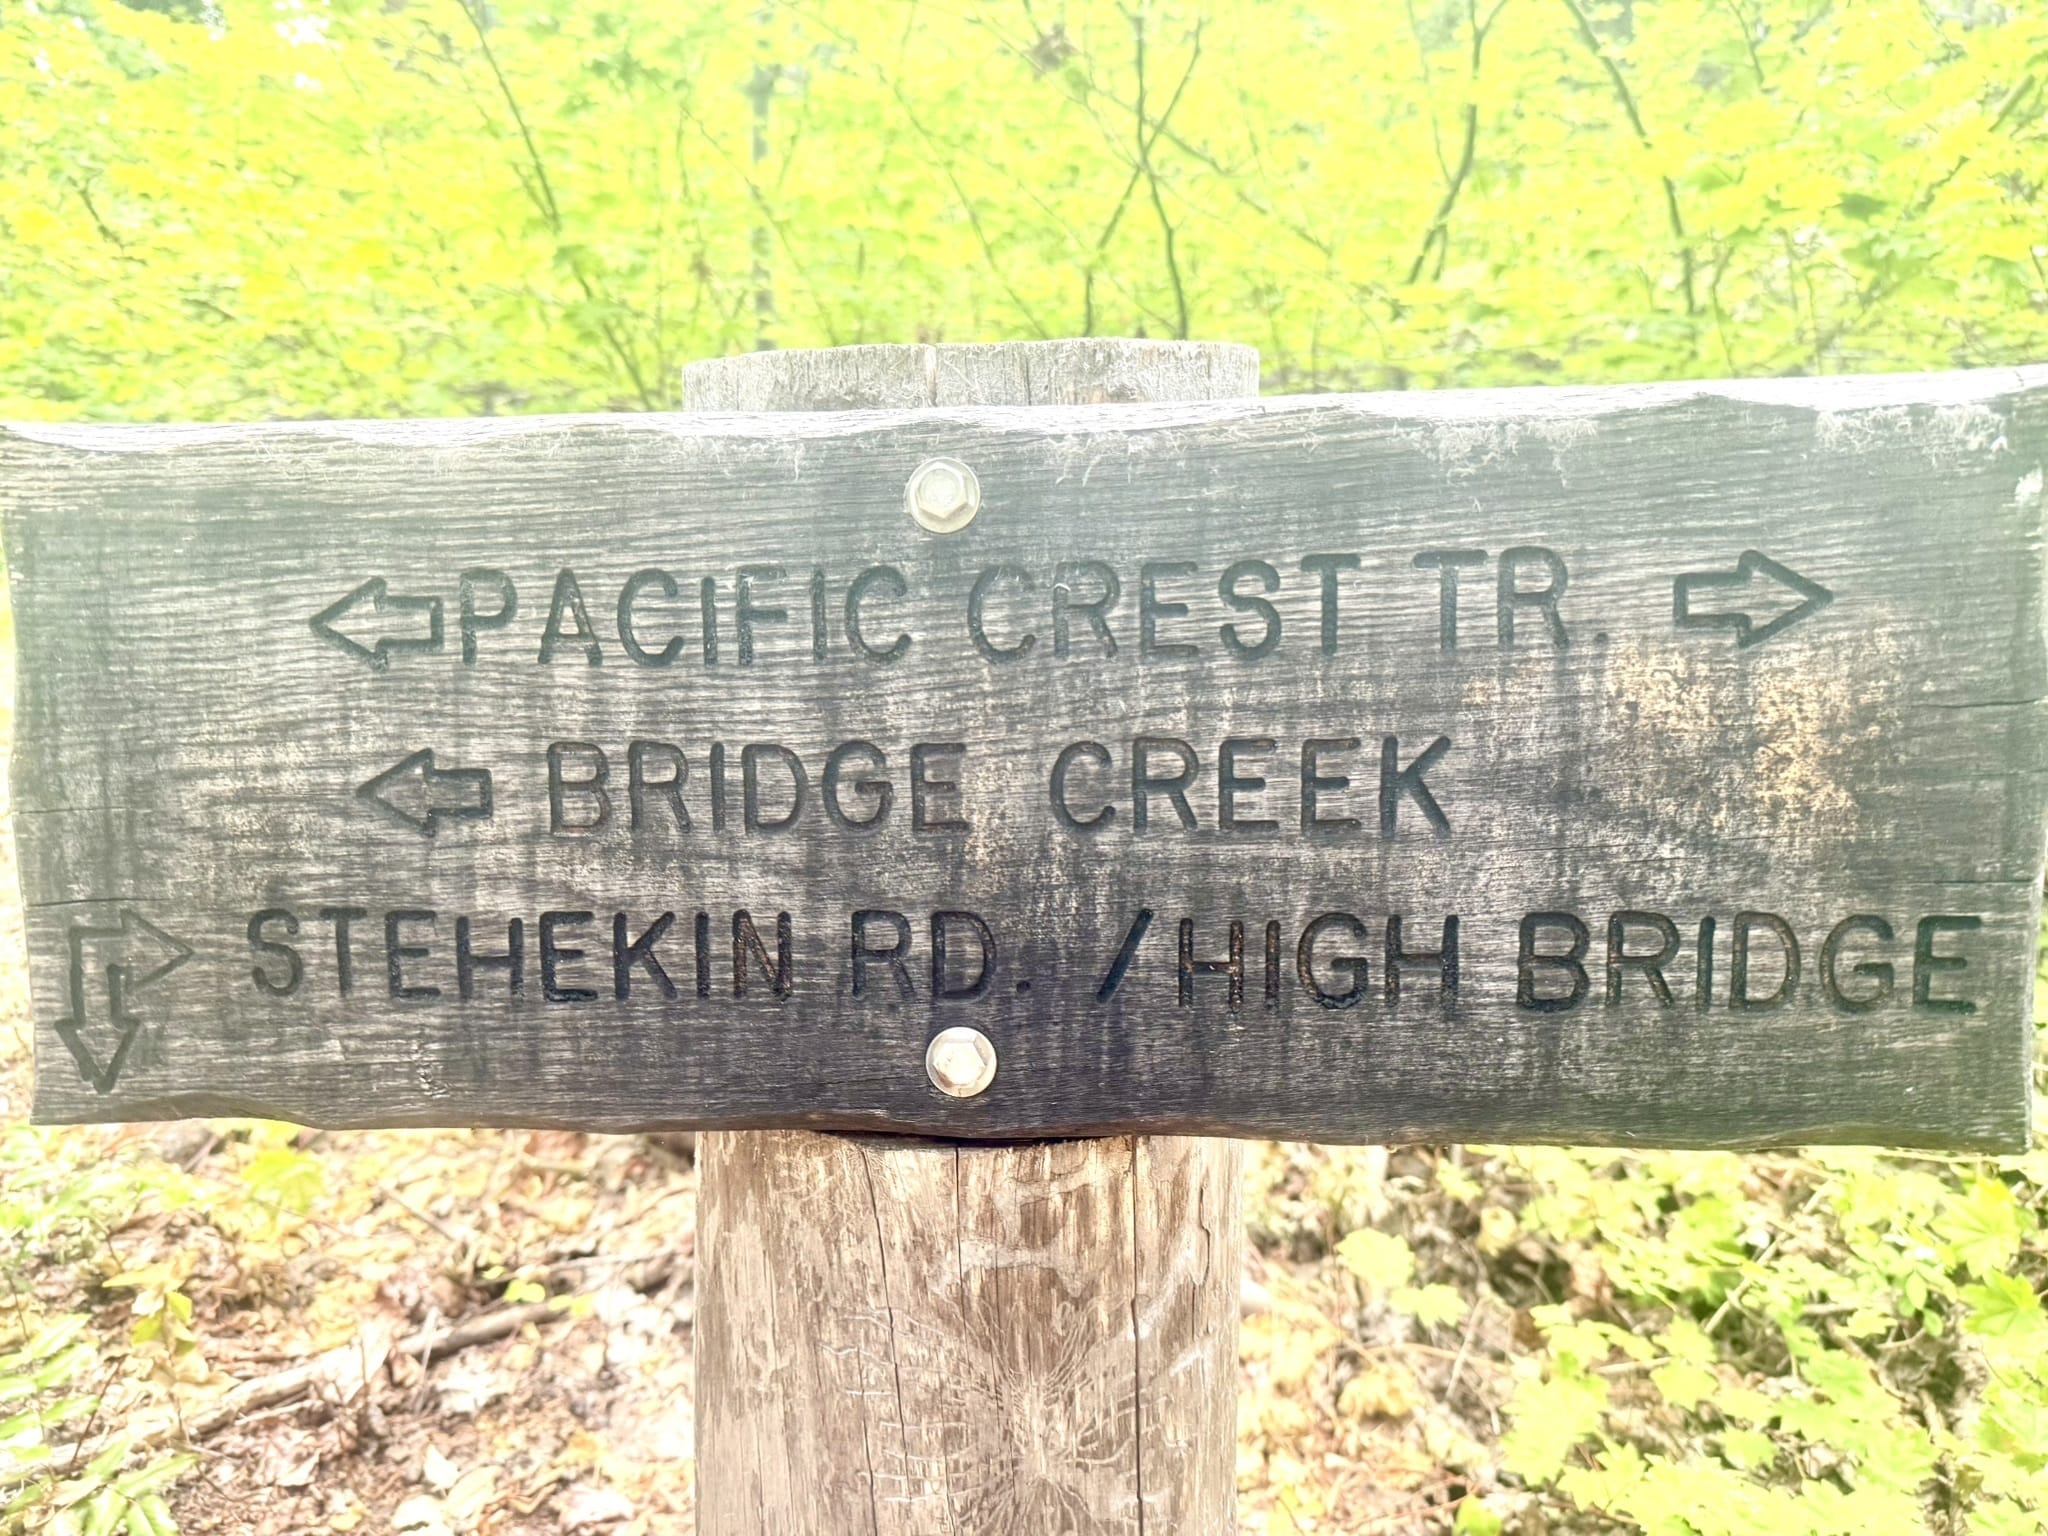 PACIFIC CREST TR.
BRIDGE CREEK
STEHEKIN RD. / HIGH BRIDGE